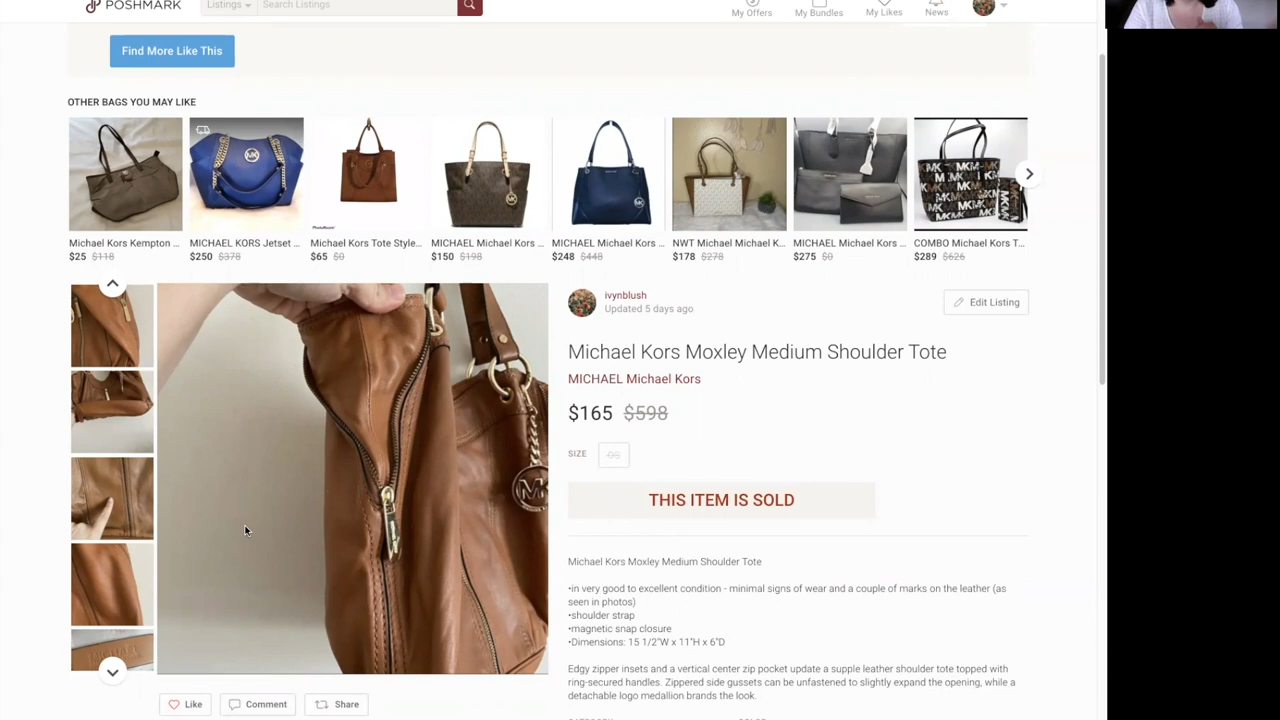 POSHMARK
Listings
Search Listings
My Offers
My Bundles
My Likes
News
Find More Like This
OTHER BAGS YOU MAY LIKE
Michael Kors Kempton ...
$25 $118
MICHAEL KORS Jetset ...
$250 $378
Michael Kors Tote Style...
$65 $0
MICHAEL Michael Kors ...
$150 $198
MICHAEL Michael Kors ...
$248 $448
NWT Michael Michael K...
$178 $278
MICHAEL Michael Kors ...
$275 $0
COMBO Michael Kors T...
$289 $626
ivynblush
Updated 5 days ago
Edit Listing
Michael Kors Moxley Medium Shoulder Tote
MICHAEL Michael Kors
$165 $598
SIZE
OS
THIS ITEM IS SOLD
Michael Kors Moxley Medium Shoulder Tote
•in very good to excellent condition - minimal signs of wear and a couple of marks on the leather (as
seen in photos)
•shoulder strap
•magnetic snap closure
•Dimensions: 15 1/2"W x 11"H x 6"D
Edgy zipper insets and a vertical center zip pocket update a supple leather shoulder tote topped with
ring-secured handles. Zippered side gussets can be unfastened to slightly expand the opening, while a
detachable logo medallion brands the look.
Like
Comment
Share